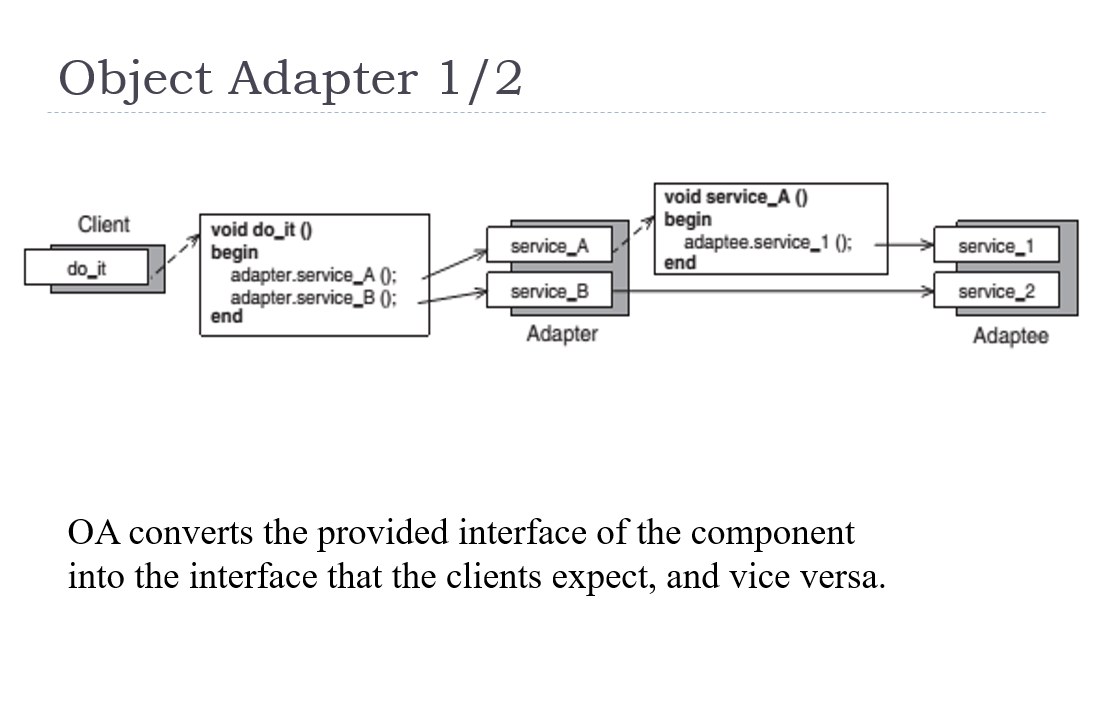 Object Adapter 1/2
Client
do_it
void do_it ()
begin
adapter.service_A ();
adapter.service_B ();
end
service_A
service_B
Adapter
void service_A ()
begin
adaptee.service_1 ();
end
service_1
service_2
Adaptee
OA converts the provided interface of the component
into the interface that the clients expect, and vice versa.